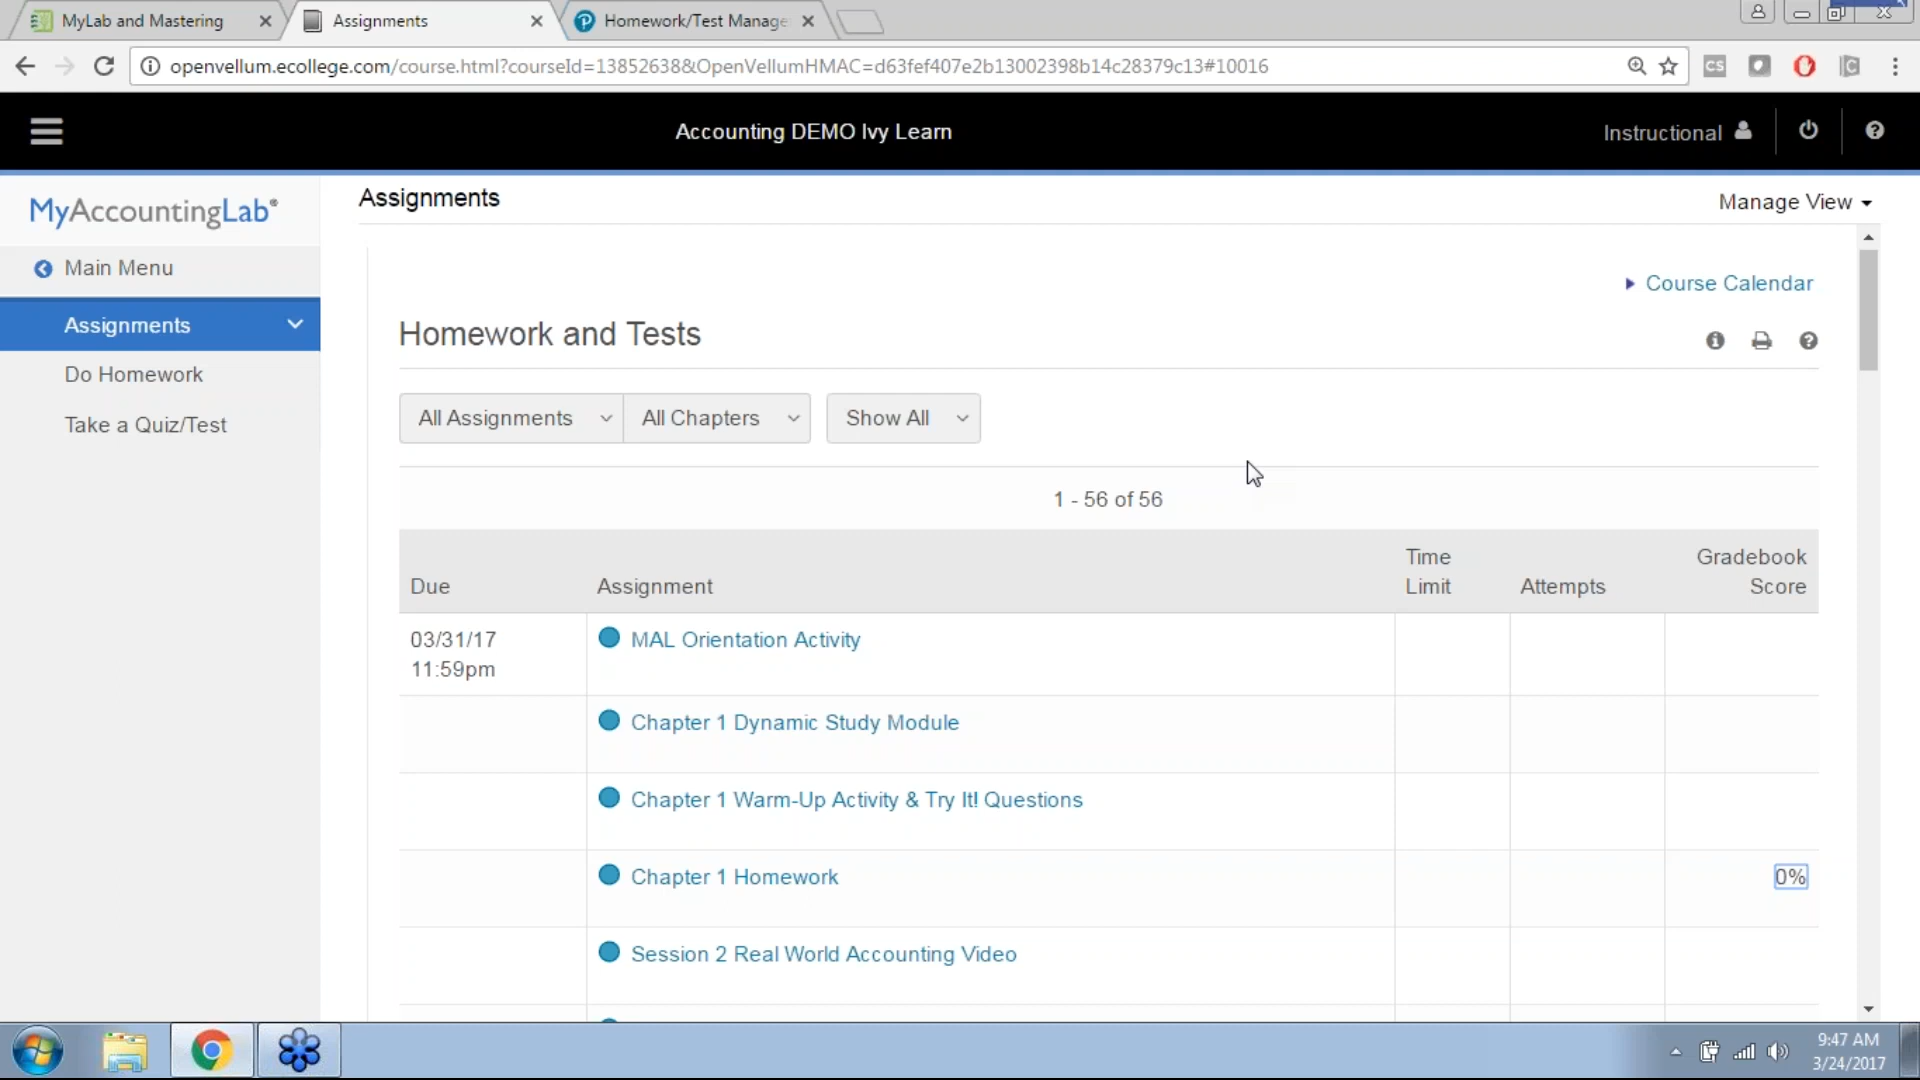 MyLab and Mastering
Assignments
Homework/Test Manage
openvellum.ecollege.com/course.html?courseId=13852638&OpenVellumHMAC=d63fef407e2b13002398b14c28379c13#10016
CS
C
Accounting DEMO Ivy Learn
Instructional
MyAccountingLab®
Assignments
Manage View
Main Menu
Course Calendar
Assignments
Homework and Tests
Do Homework
Take a Quiz/Test
All Assignments
All Chapters
Show All
1 - 56 of 56
Due
Assignment
Time
Limit
Attempts
Gradebook
Score
03/31/17
11:59pm
MAL Orientation Activity
Chapter 1 Dynamic Study Module
Chapter 1 Warm-Up Activity & Try It! Questions
Chapter 1 Homework
0%
Session 2 Real World Accounting Video
9:47 AM
3/24/2017